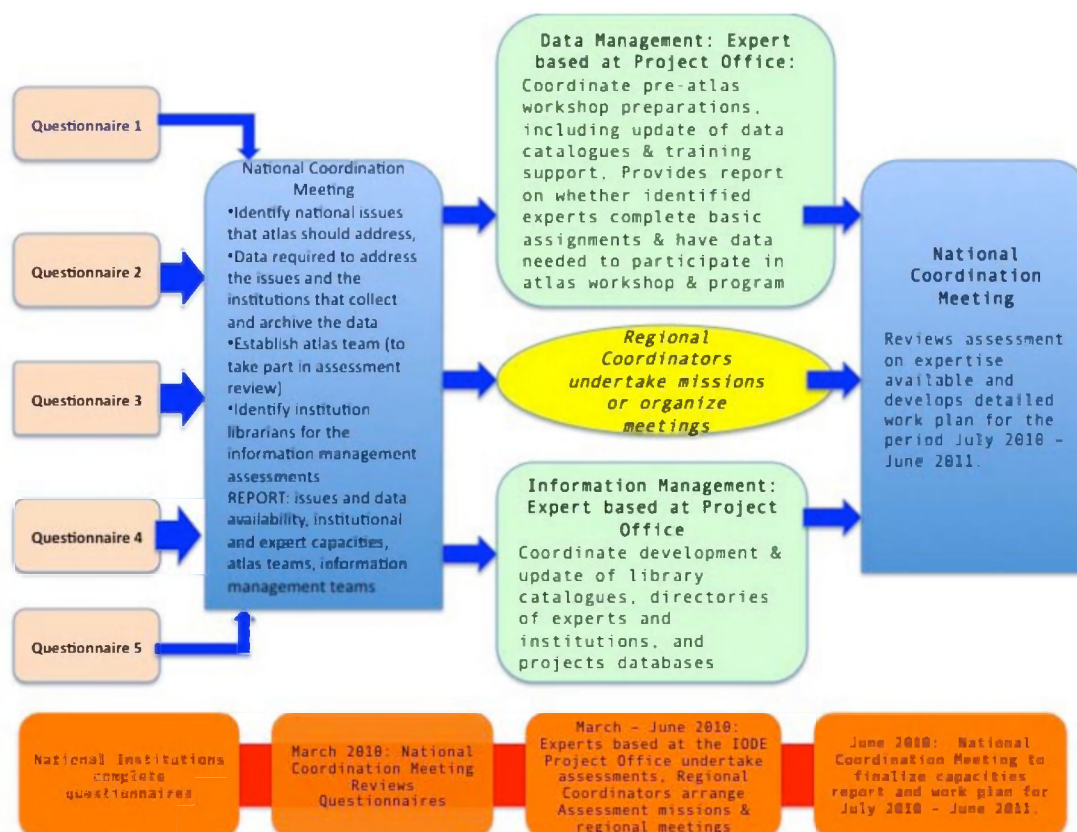 Questionnaire 1
Questionnaire 2
Questionnaire 3
Questionnaire 4
Questionnaire 5
National Coordination
Meeting
•Identify national issues
that atlas should address,
•Data required to address
the issues and the
institutions that collect
and archive the data
•Establish atlas team (to
take part in assessment
review)
•Identify institution
librarians for the
information management
assessments
REPORT: issues and data
availability, institutional
and expert capacities,
atlas teams, information
management teams
Data Management: Expert
based at Project Office:
Coordinate pre-atlas
workshop preparations,
including update of data
catalogues & training
support. Provides report
on whether identified
experts complete basic
assignments & have data
needed to participate in
atlas workshop & program
Regional
Coordinators
undertake missions
or organize
meetings
Information Management:
Expert based at Project
Office
Coordinate development &
update of library
catalogues, directories
of experts and
institutions, and
projects databases
National
Coordination
Meeting
Reviews assessment
on expertise
available and
develops detailed
work plan for the
period July 2010 –
June 2011.
National Institutions
complete
questionnaires
March 2010: National
Coordination Meeting
Reviews
Questionnaires
March – June 2010:
Experts based at the IODE
Project Office undertake
assessments, Regional
Coordinators arrange
Assessment missions &
regional meetings
June 2010: National
Coordination Meeting to
finalize capacities
report and work plan for
July 2010 – June 2011.